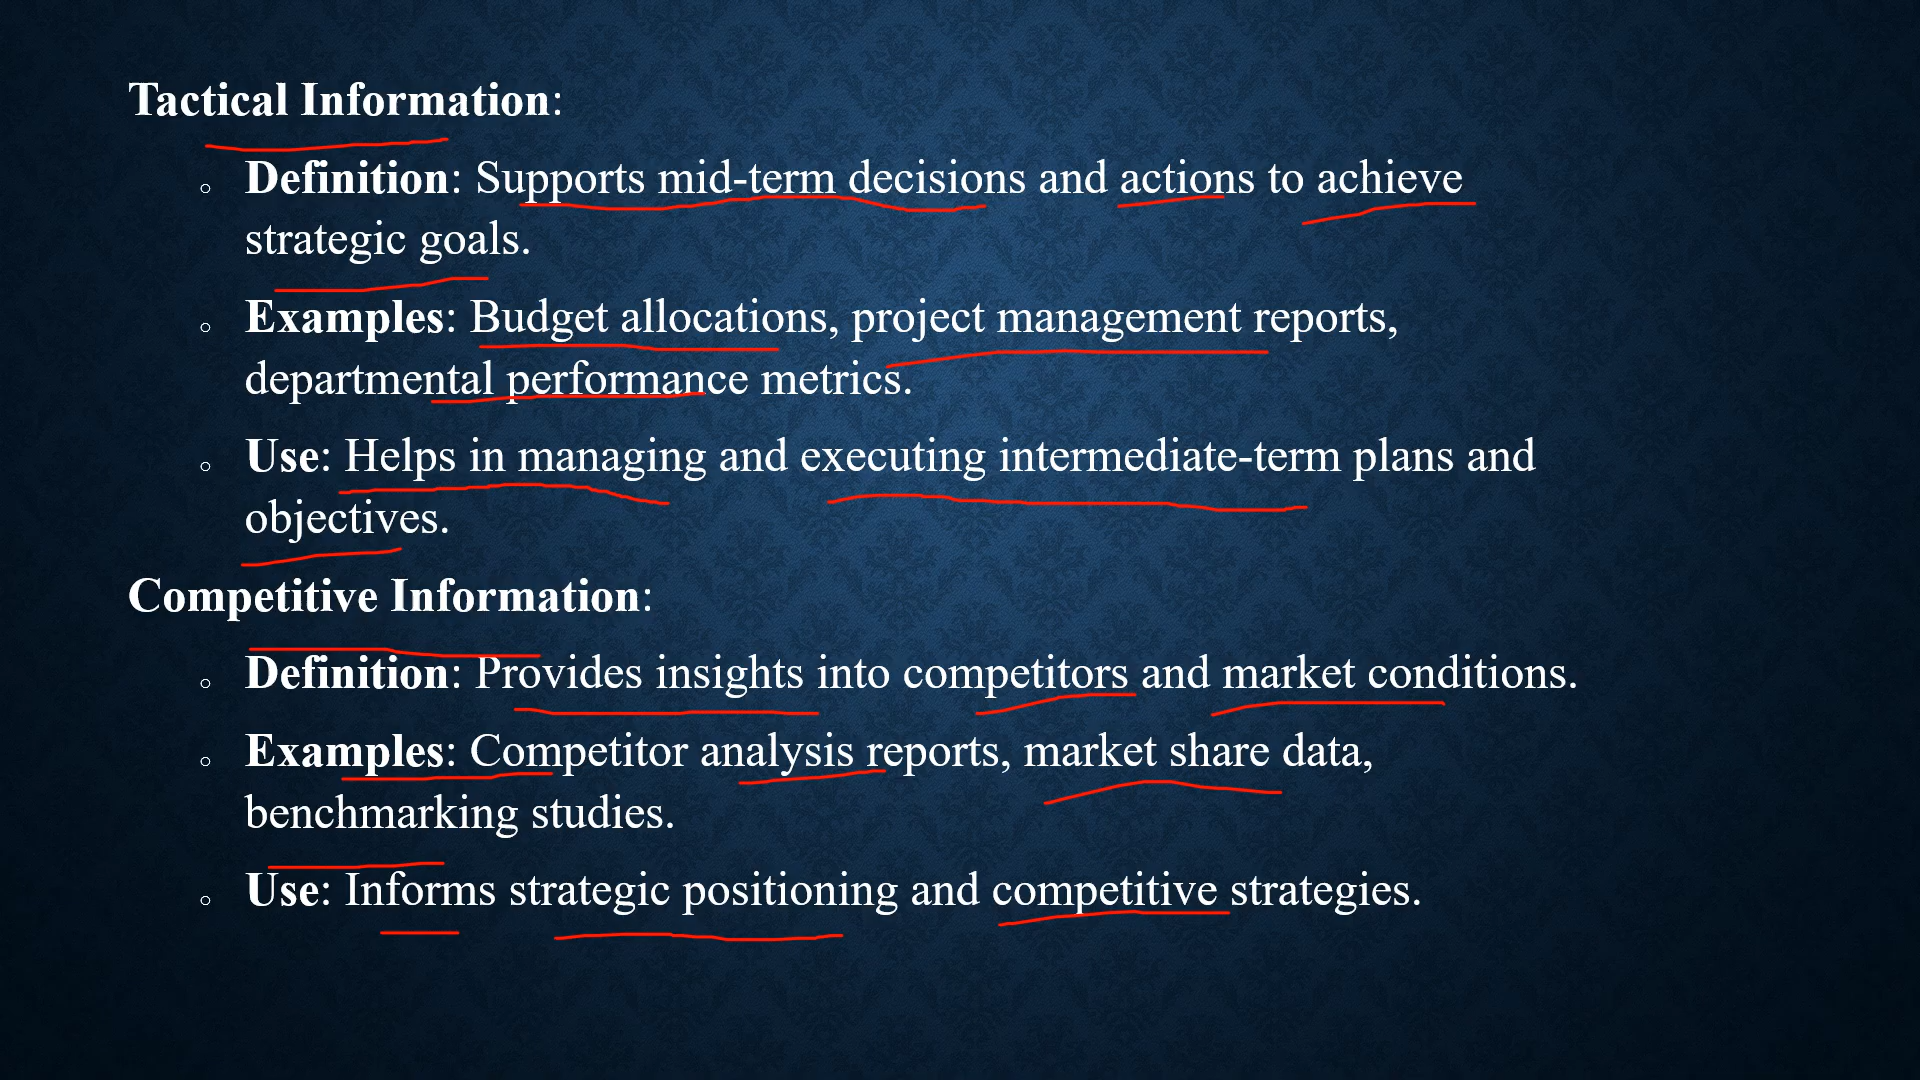 Tactical Information:
○ Definition: Supports mid-term decisions and actions to achieve
strategic goals.
○ Examples: Budget allocations, project management reports,
departmental performance metrics.
○ Use: Helps in managing and executing intermediate-term plans and
objectives.
Competitive Information:
○ Definition: Provides insights into competitors and market conditions.
○ Examples: Competitor analysis reports, market share data,
benchmarking studies.
○ Use: Informs strategic positioning and competitive strategies.